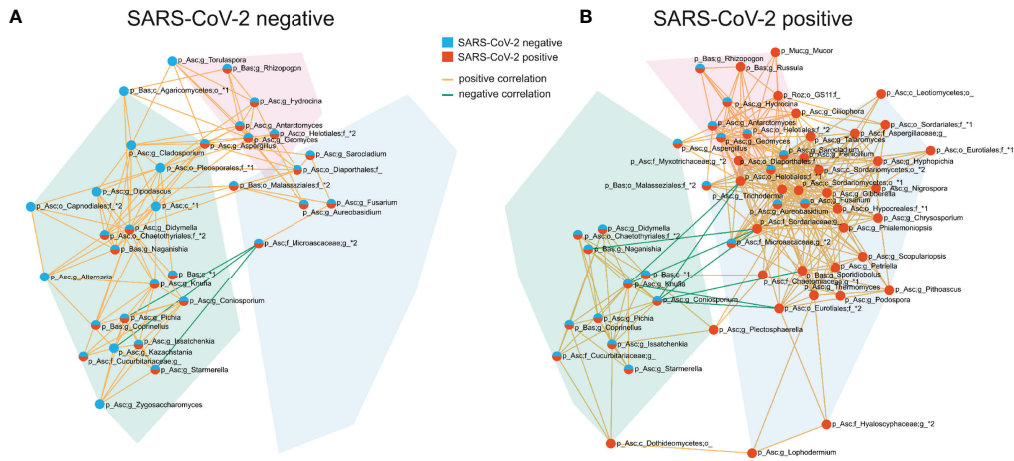 A
SARS-CoV-2 negative
B
SARS-CoV-2 positive
SARS-CoV-2 negative
SARS-CoV-2 positive
positive correlation
negative correlation
p_Asc;g_Torulaspora
p_Bas;g_Rhizopogn
p_Bas;c_Agaricomycetes;o_*1
p_Asc;g_Hydrocina
p_Asc;g_Antarctomyces
p_Asc;o_Helotiales;f_*2
p_Asc;g_Geomyces
p_Asc;g_Aspergillus
p_Asc;g_Cladosporium
p_Asc;g_Sarocladium
p_Asc;o_Pleosporales;f_*1
p_Asc;o_Diaporthales;f_
p_Bas;o_Malasseziales;f_*2
p_Asc;g_Dipodascus
p_Asc;o_Capnodiales;f_*2
p_Asc;c_*1
p_Asc;g_Fusarium
p_Asc;g_Aureobasidium
p_Asc;g_Didymella
p_Asc;o_Chaetothyriales;f_*2
p_Bas;g_Naganishia
p_Asc;f_Microascaceae;g_*2
p_Asc;g_Alternaria
p_Bas;c_*1
p_Asc;g_Knufia
p_Asc;g_Coniosporium
p_Asc;g_Pichia
p_Bas;g_Coprinellus
p_Asc;g_Issatchenkia
p_Asc;g_Kazachstania
p_Asc;f_Cucurbitariaceae;g_
p_Asc;g_Starmerella
p_Asc;g_Zygosaccharomyces
p_Muc;g_Mucor
p_Bas;g_Rhizopogon
p_Bas;g_Russula
p_Roz;o_GS11;f_
p_Asc;c_Leotiomycetes;o_
p_Asc;g_Hydrocina
p_Asc;g_Ciliophora
p_Asc;g_Antarctomyces
p_Asc;o_Sordariales;f_*1
p_Asc;o_Helotiales;f_*2
p_Asc;f_Aspergillaceae;g_
p_Asc;g_Geomyces
p_Asc;g_Talaromyces
p_Asc;g_Aspergillus
p_Asc;g_Sarocladium
p_Asc;o_Eurotiales;f_*1
p_Asc;g_Penicillium
p_Asc;f_Myxotrichaceae;g_*2
p_Asc;o_Diaporthales;f_
p_Asc;g_Hyphopichia
p_Asc;c_Sordariomycetes;o_*2
p_Asc;o_Helotiales;f_*1
p_Bas;o_Malasseziales;f_*2
p_Asc;c_Sordariomycetes;o_*1
p_Asc;g_Nigrospora
p_Asc;g_Trichoderme
p_Asc;g_Gibberella
p_Asc;g_Fusarium
p_Asc;g_Chrysosporium
p_Asc;o_Hypocreales;f_*1
p_Asc;g_Aureobasidium
p_Asc;f_Sordariaceae;g_
p_Asc;g_Phialemoniopsis
p_Asc;g_Didymella
p_Asc;o_Chaetothyriales;f_*2
p_Bas;g_Naganishia
p_Asc;f_Microascaceae;g_*2
p_Asc;g_Scopulariopsis
p_Asc;g_Petriella
p_Bas;c_*1
p_Bas;g_Sporidiobolus
p_Asc;g_Knufia
p_Asc;f_Chaetomiaceae;g_*1
p_Asc;g_Thermomyces
p_Asc;g_Pithoascus
p_Asc;g_Coniosporium
p_Asc;g_Podospora
p_Asc;o_Eurotiales;f_*2
p_Asc;g_Pichia
p_Bas;g_Coprinellus
p_Asc;g_Plectosphaerella
p_Asc;g_Issatchenkia
p_Asc;f_Cucurbitariaceae;g_
p_Asc;g_Starmerella
p_Asc;f_Hyaloscyphaceae;g_*2
p_Asc;c_Dothideomycetes;o_
p_Asc;g_Lophodermium